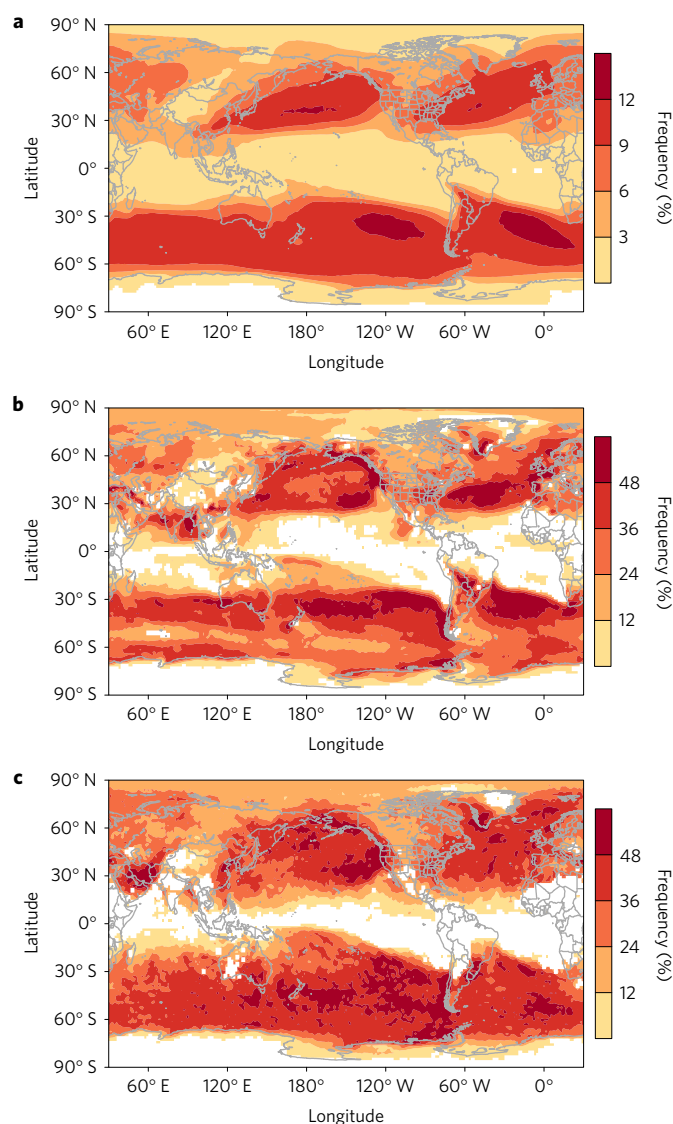 a
90° N
60° N
30° N
0°
30° S
60° S
90° S
Latitude
60° E
120° E
180°
120° W
60° W
0°
Longitude
12
9
6
3
Frequency (%)
b
90° N
60° N
30° N
0°
30° S
60° S
90° S
Latitude
60° E
120° E
180°
120° W
60° W
0°
Longitude
48
36
24
12
Frequency (%)
c
90° N
60° N
30° N
0°
30° S
60° S
90° S
Latitude
60° E
120° E
180°
120° W
60° W
0°
Longitude
48
36
24
12
Frequency (%)